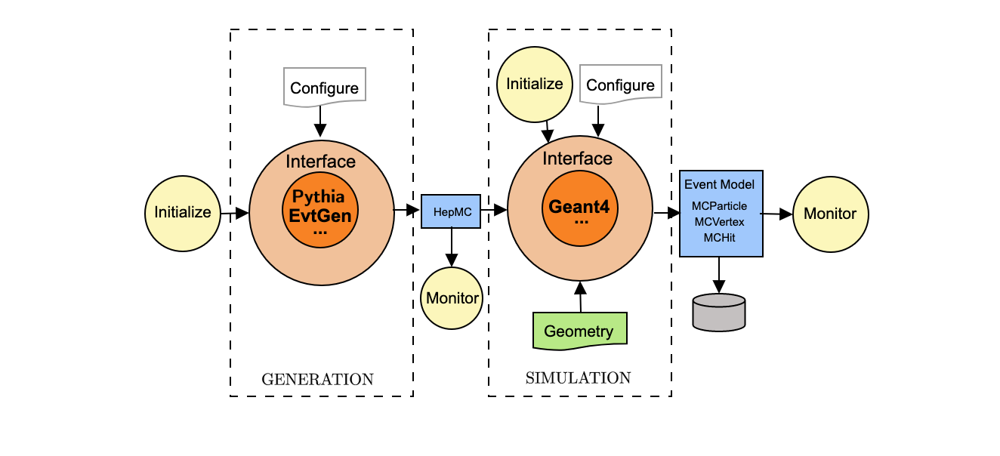 Initialize
Configure
Interface
Pythia
EvtGen
...
GENERATION
HepMC
Monitor
Initialize
Configure
Interface
Geant4
...
Geometry
SIMULATION
Event Model
MCParticle
MCVertex
MCHit
Monitor